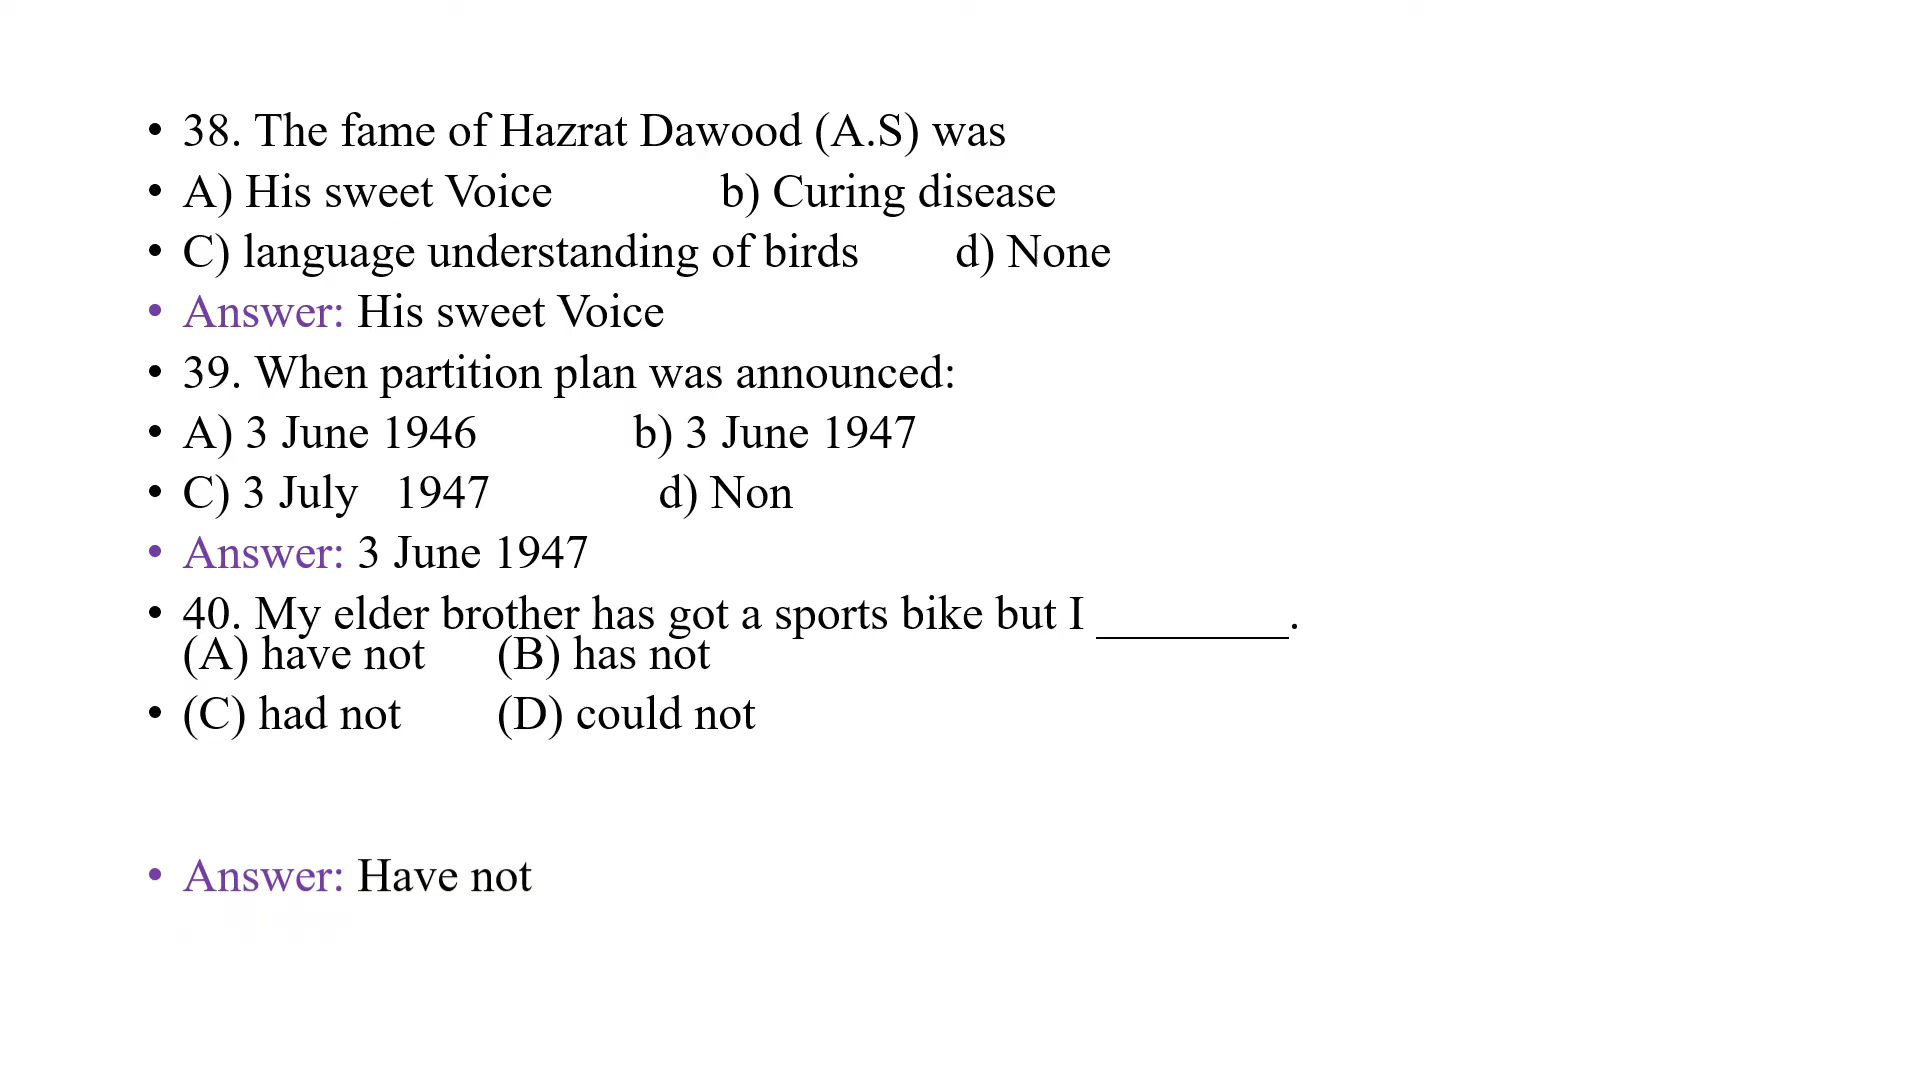 • 38. The fame of Hazrat Dawood (A.S) was
• A) His sweet Voice b) Curing disease
• C) language understanding of birds d) None
• Answer: His sweet Voice
• 39. When partition plan was announced:
• A) 3 June 1946 b) 3 June 1947
• C) 3 July 1947 d) Non
• Answer: 3 June 1947
• 40. My elder brother has got a sports bike but I ________.
(A) have not (B) has not
• (C) had not (D) could not
• Answer: Have not